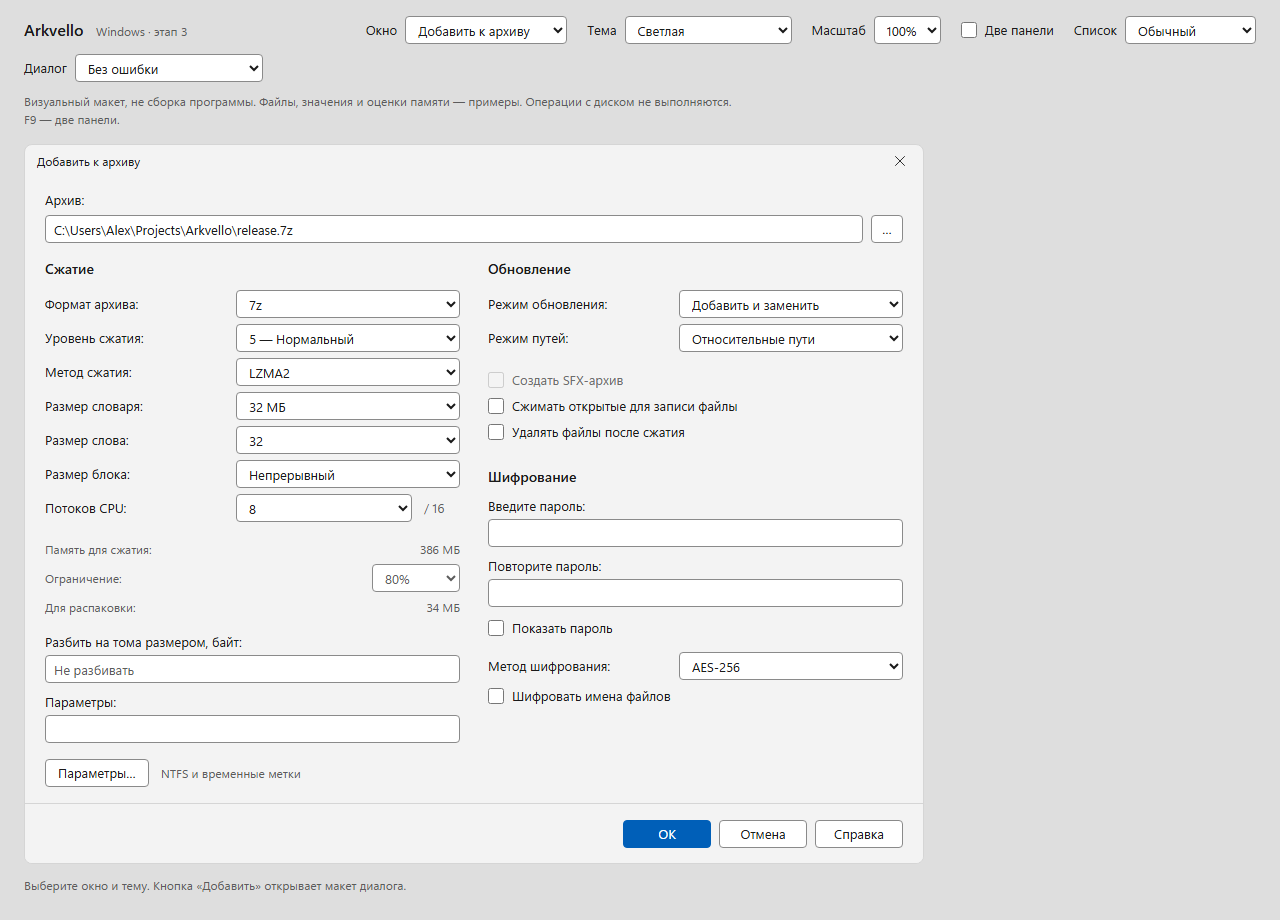 Arkvello Windows · этап 3 Окно Добавить к архиву Тема Светлая Масштаб 100% Две панели Список Обычный
Диалог Без ошибки
Визуальный макет, не сборка программы. Файлы, значения и оценки памяти — примеры. Операции с диском не выполняются.
F9 — две панели.
Добавить к архиву
Архив:
C:\Users\Alex\Projects\Arkvello\release.7z ...
Сжатие
Формат архива: 7z
Уровень сжатия: 5 — Нормальный
Метод сжатия: LZMA2
Размер словаря: 32 МБ
Размер слова: 32
Размер блока: Непрерывный
Потоков CPU: 8 / 16
Память для сжатия: 386 МБ
Ограничение: 80%
Для распаковки: 34 МБ
Разбить на тома размером, байт:
Не разбивать
Параметры:
Параметры... NTFS и временные метки
Обновление
Режим обновления: Добавить и заменить
Режим путей: Относительные пути
Создать SFX-архив
Сжимать открытые для записи файлы
Удалять файлы после сжатия
Шифрование
Введите пароль:
Повторите пароль:
Показать пароль
Метод шифрования: AES-256
Шифровать имена файлов
ОК Отмена Справка
Выберите окно и тему. Кнопка «Добавить» открывает макет диалога.